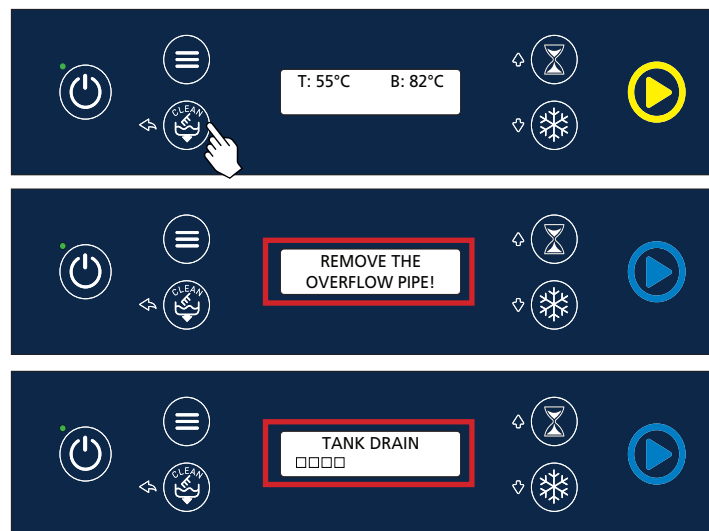 CLEAN
T: 55°C B: 82°C
CLEAN
REMOVE THE
OVERFLOW PIPE!
CLEAN
TANK DRAIN
□□□□